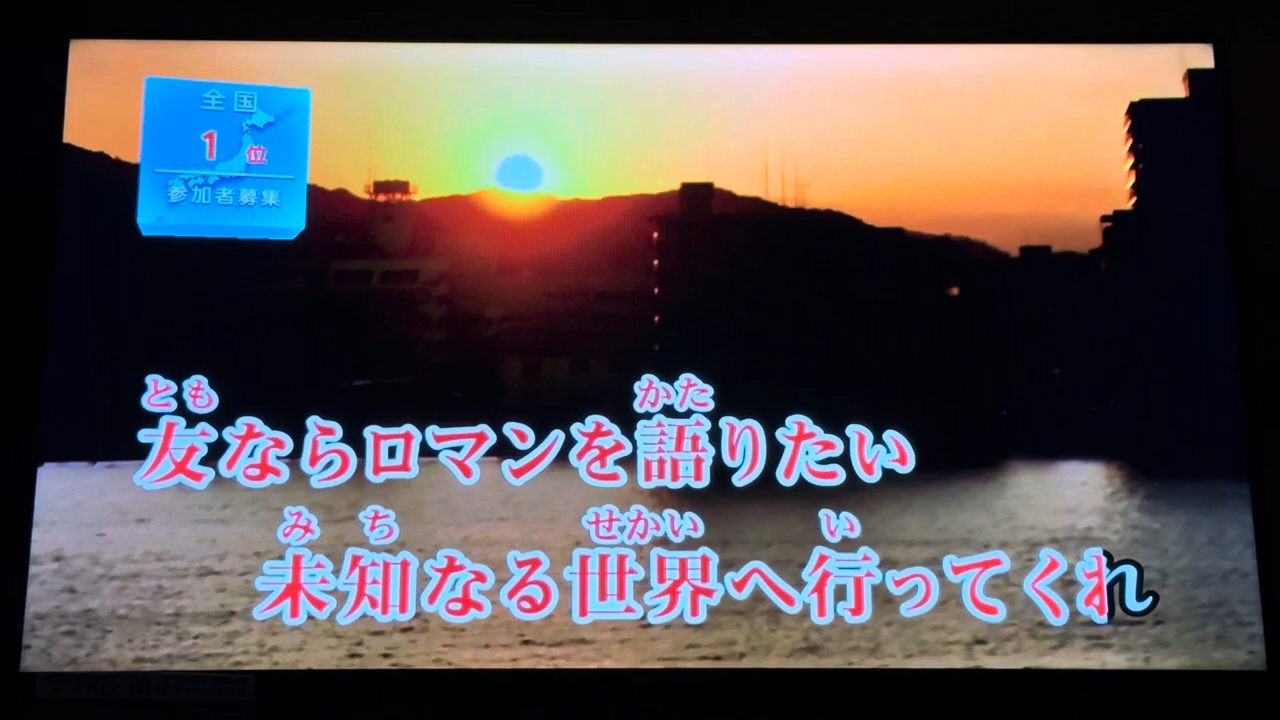 全国
1位
参加者募集
とも かた
友ならロマンを語りたい
みち せかい い
未知なる世界へ行ってくれ